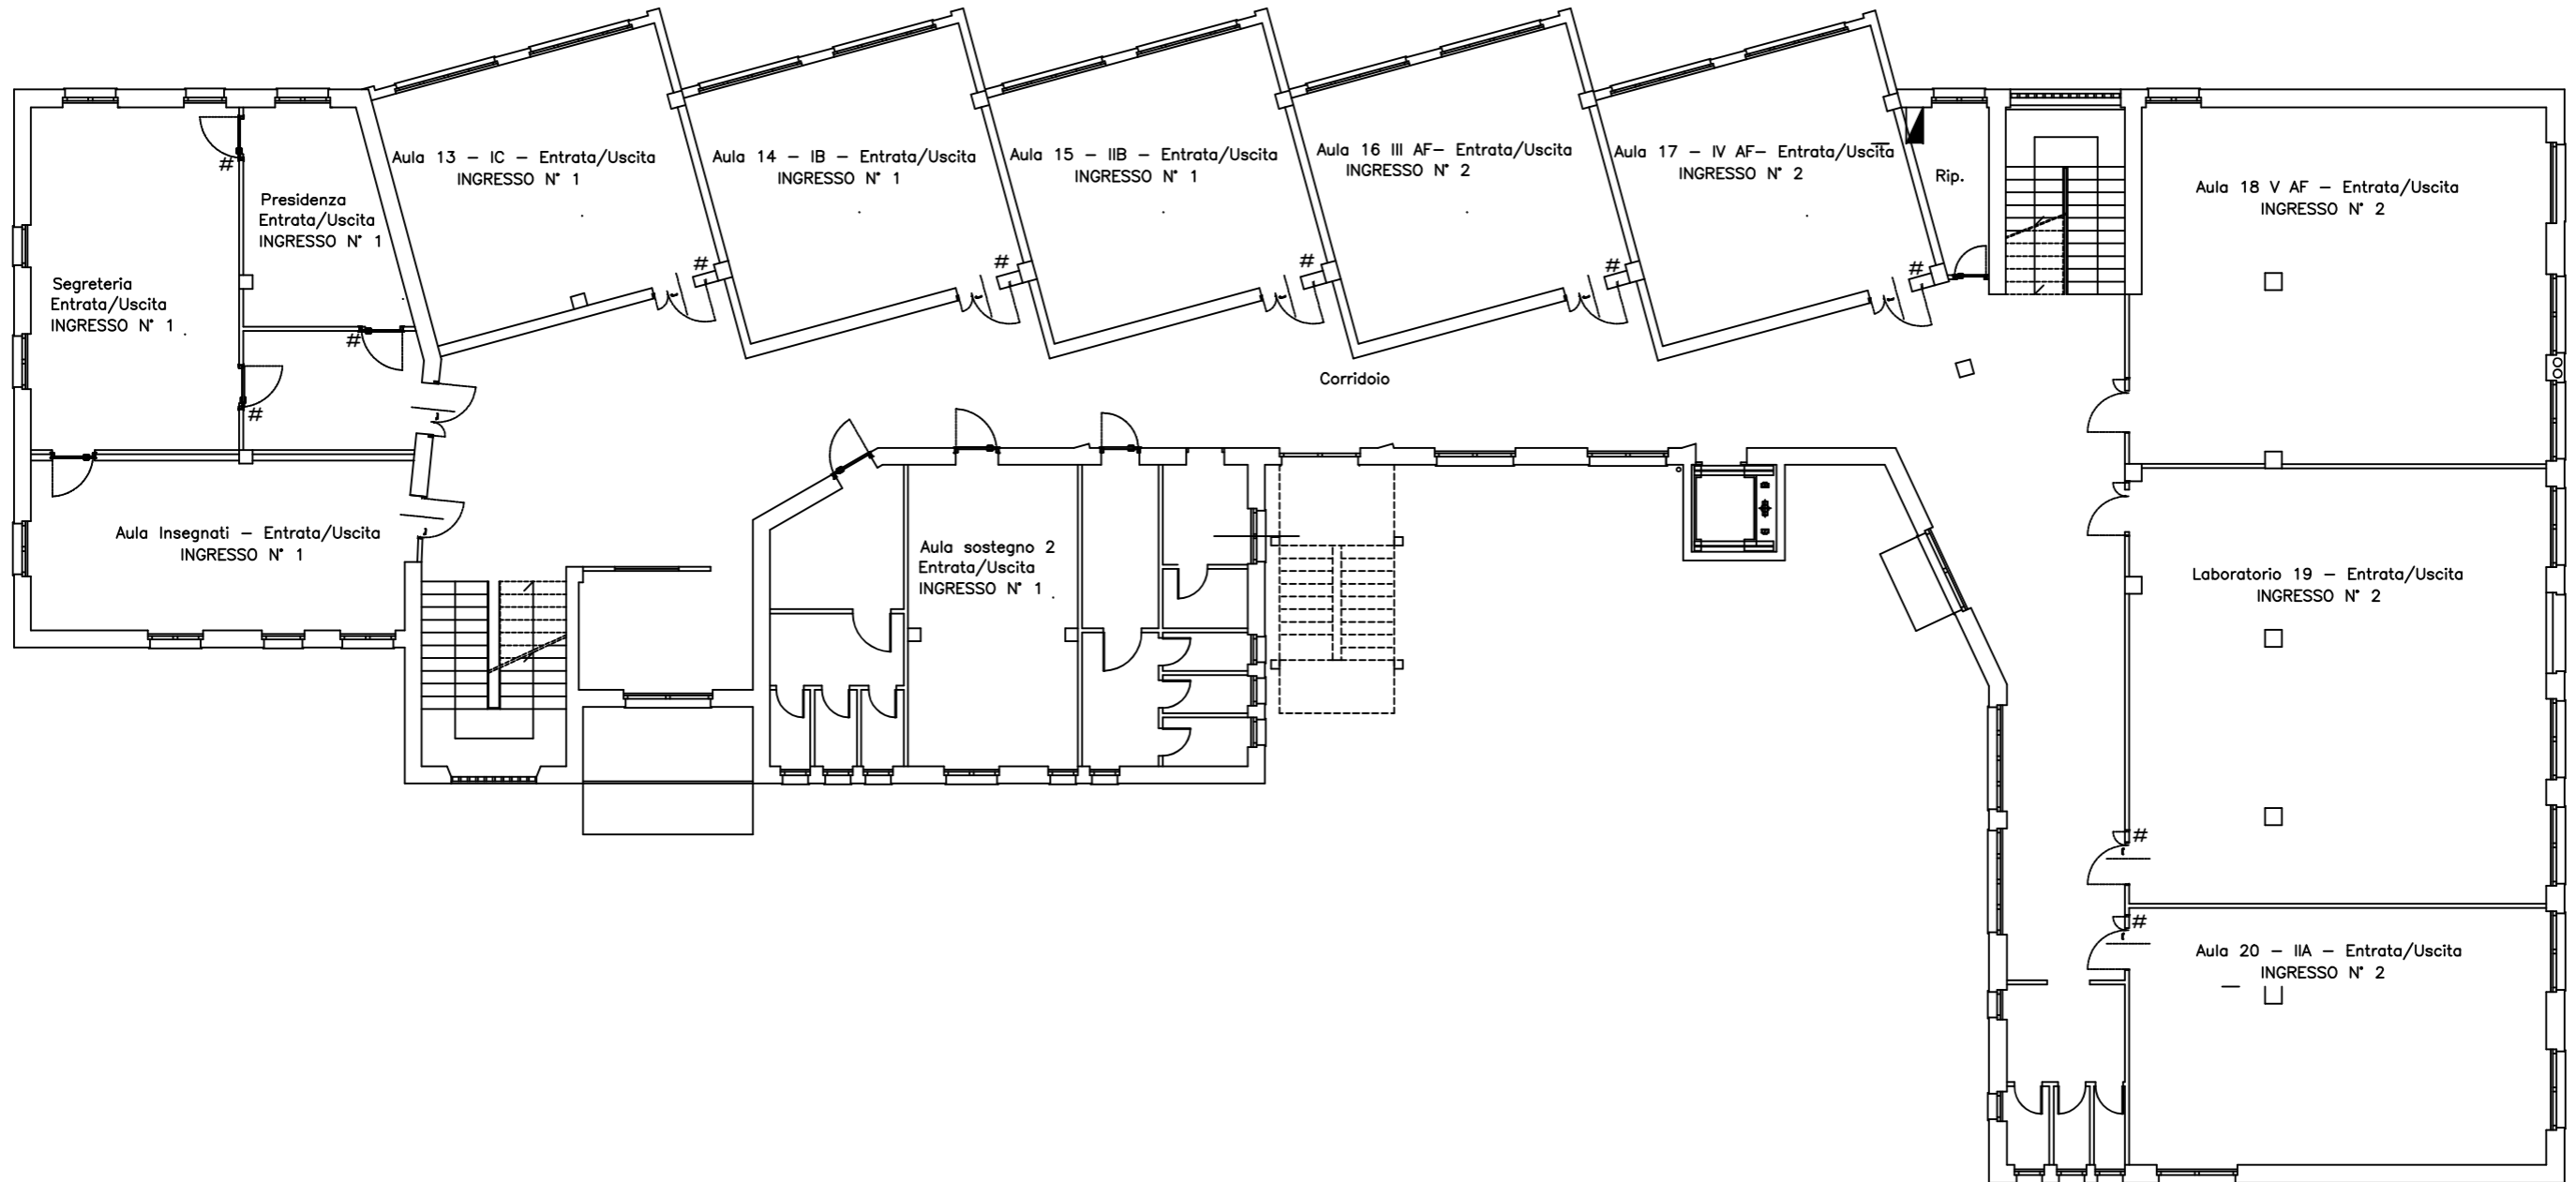 Aula 13 – IC – Entrata/Uscita
INGRESSO N° 1
Aula 14 – IB – Entrata/Uscita
INGRESSO N° 1
Aula 15 – IIB – Entrata/Uscita
INGRESSO N° 1
Aula 16 III AF– Entrata/Uscita
INGRESSO N° 2
Aula 17 – IV AF– Entrata/Uscita
INGRESSO N° 2
Rip.
Aula 18 V AF – Entrata/Uscita
INGRESSO N° 2
Presidenza
Entrata/Uscita
INGRESSO N° 1
Segreteria
Entrata/Uscita
INGRESSO N° 1
#
#
#
#
#
#
#
#
Corridoio
Aula Insegnati – Entrata/Uscita
INGRESSO N° 1
Aula sostegno 2
Entrata/Uscita
INGRESSO N° 1
Laboratorio 19 – Entrata/Uscita
INGRESSO N° 2
#
#
Aula 20 – IIA – Entrata/Uscita
INGRESSO N° 2